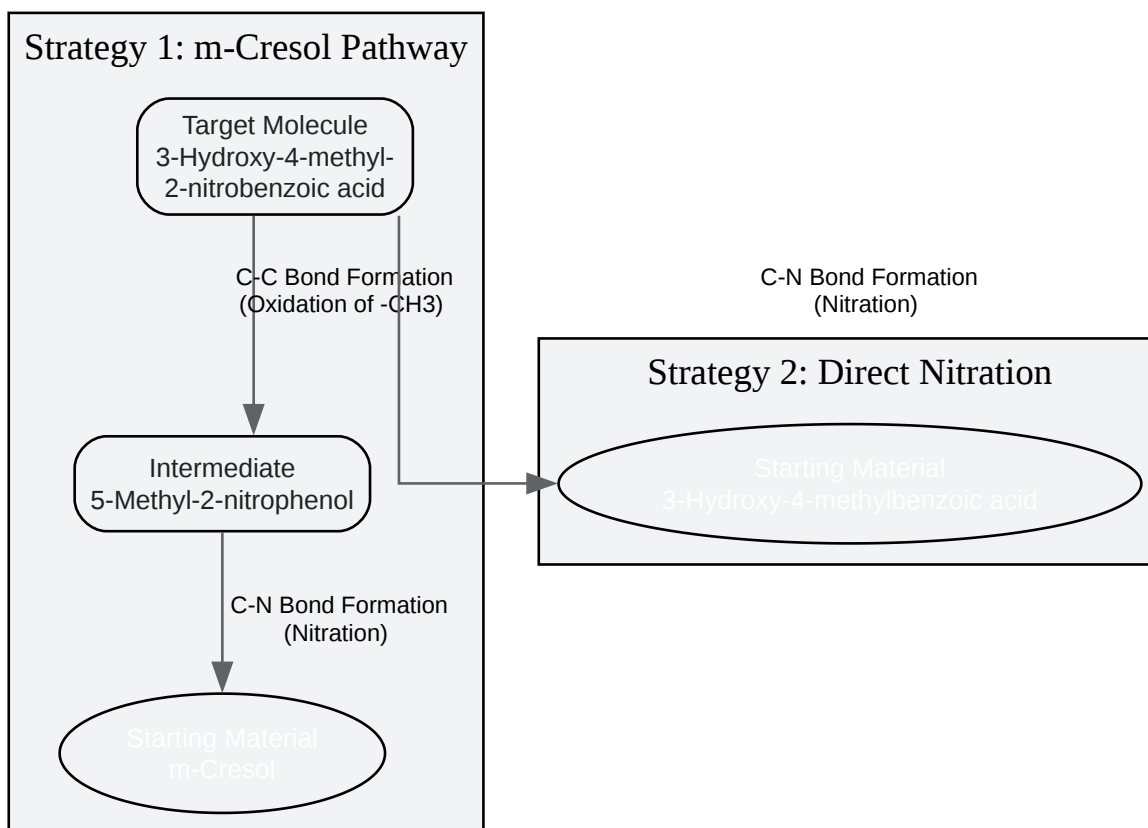 Strategy 1: m-Cresol Pathway
Target Molecule
3-Hydroxy-4-methyl-
2-nitrobenzoic acid
C-C Bond Formation
(Oxidation of -CH3)
Intermediate
5-Methyl-2-nitrophenol
C-N Bond Formation
(Nitration)
Starting Material
m-Cresol
C-N Bond Formation
(Nitration)
Strategy 2: Direct Nitration
Starting Material
3-Hydroxy-4-methylbenzoic acid